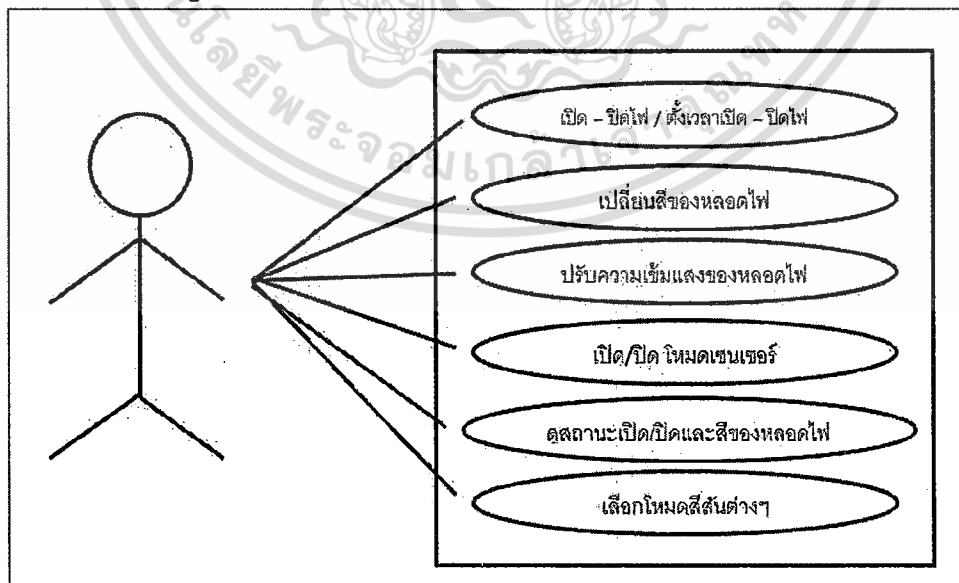 เปิด – ปิดไฟ / ตั้งเวลาเปิด – ปิดไฟ
เปลี่ยนสีของหลอดไฟ
ปรับความเข้มแสงของหลอดไฟ
เปิด/ปิด โหมดเซนเซอร์
ดูสถานะเปิด/ปิดและสีของหลอดไฟ
เลือกโหมดสีสันต่างๆ